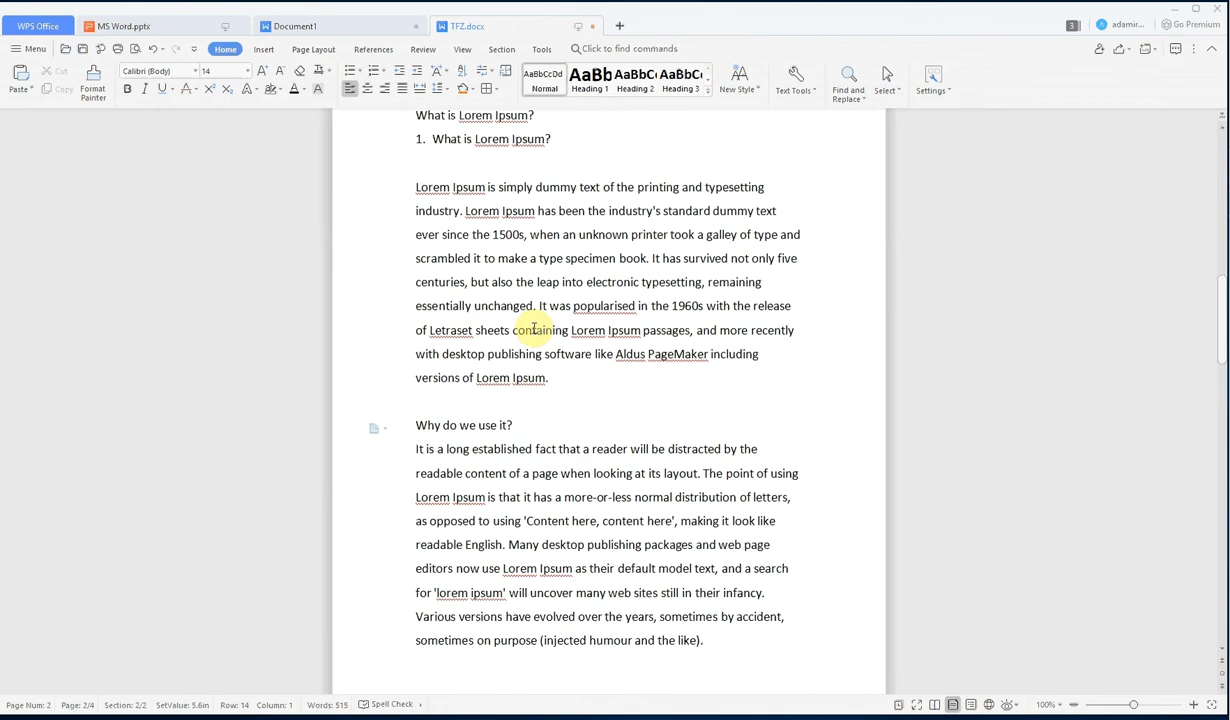 WPS Office
MS Word.pptx
Document1
TFZ.docx
3
adamir...
Go Premium
Menu
Home
Insert
Page Layout
References
Review
View
Section
Tools
Click to find commands
Paste
Cut
Copy
Format
Painter
Calibri (Body)
14
AaBbCcDd
Normal
AaBb
Heading 1
AaBbC
Heading 2
AaBbC
Heading 3
New Style
Text Tools
Find and
Replace
Select
Settings
What is Lorem Ipsum?
1. What is Lorem Ipsum?
Lorem Ipsum is simply dummy text of the printing and typesetting
industry. Lorem Ipsum has been the industry's standard dummy text
ever since the 1500s, when an unknown printer took a galley of type and
scrambled it to make a type specimen book. It has survived not only five
centuries, but also the leap into electronic typesetting, remaining
essentially unchanged. It was popularised in the 1960s with the release
of Letraset sheets containing Lorem Ipsum passages, and more recently
with desktop publishing software like Aldus PageMaker including
versions of Lorem Ipsum.
Why do we use it?
It is a long established fact that a reader will be distracted by the
readable content of a page when looking at its layout. The point of using
Lorem Ipsum is that it has a more-or-less normal distribution of letters,
as opposed to using 'Content here, content here', making it look like
readable English. Many desktop publishing packages and web page
editors now use Lorem Ipsum as their default model text, and a search
for 'lorem ipsum' will uncover many web sites still in their infancy.
Various versions have evolved over the years, sometimes by accident,
sometimes on purpose (injected humour and the like).
Page Num: 2 Page: 2/4 Section: 2/2 SetValue: 5.6in Row: 14 Column: 1 Words: 515 Spell Check
100%